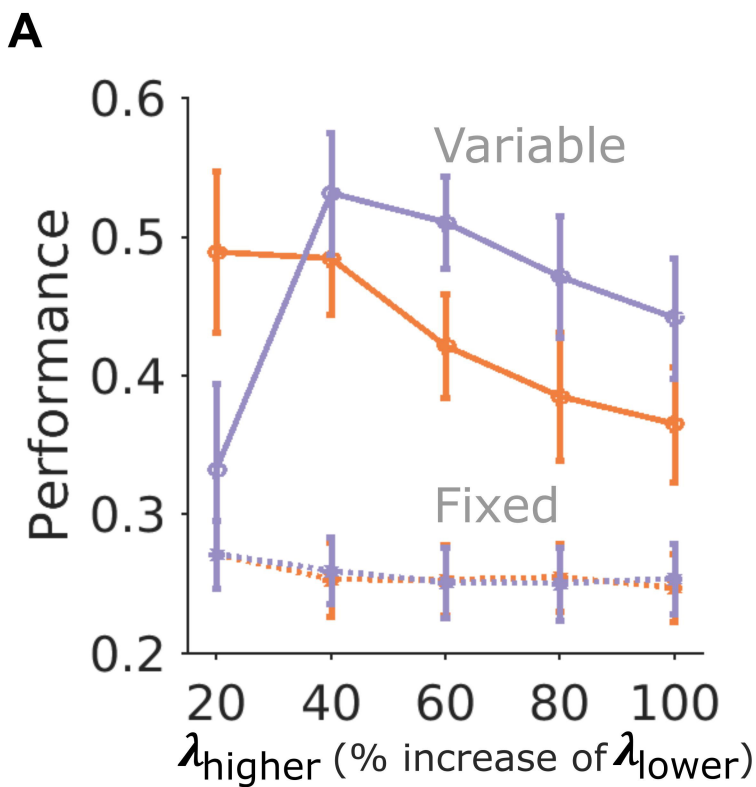 A
0.6
Variable
0.5
Performance
0.4
0.3
Fixed
0.2
20 40 60 80 100
λhigher (% increase of λlower)